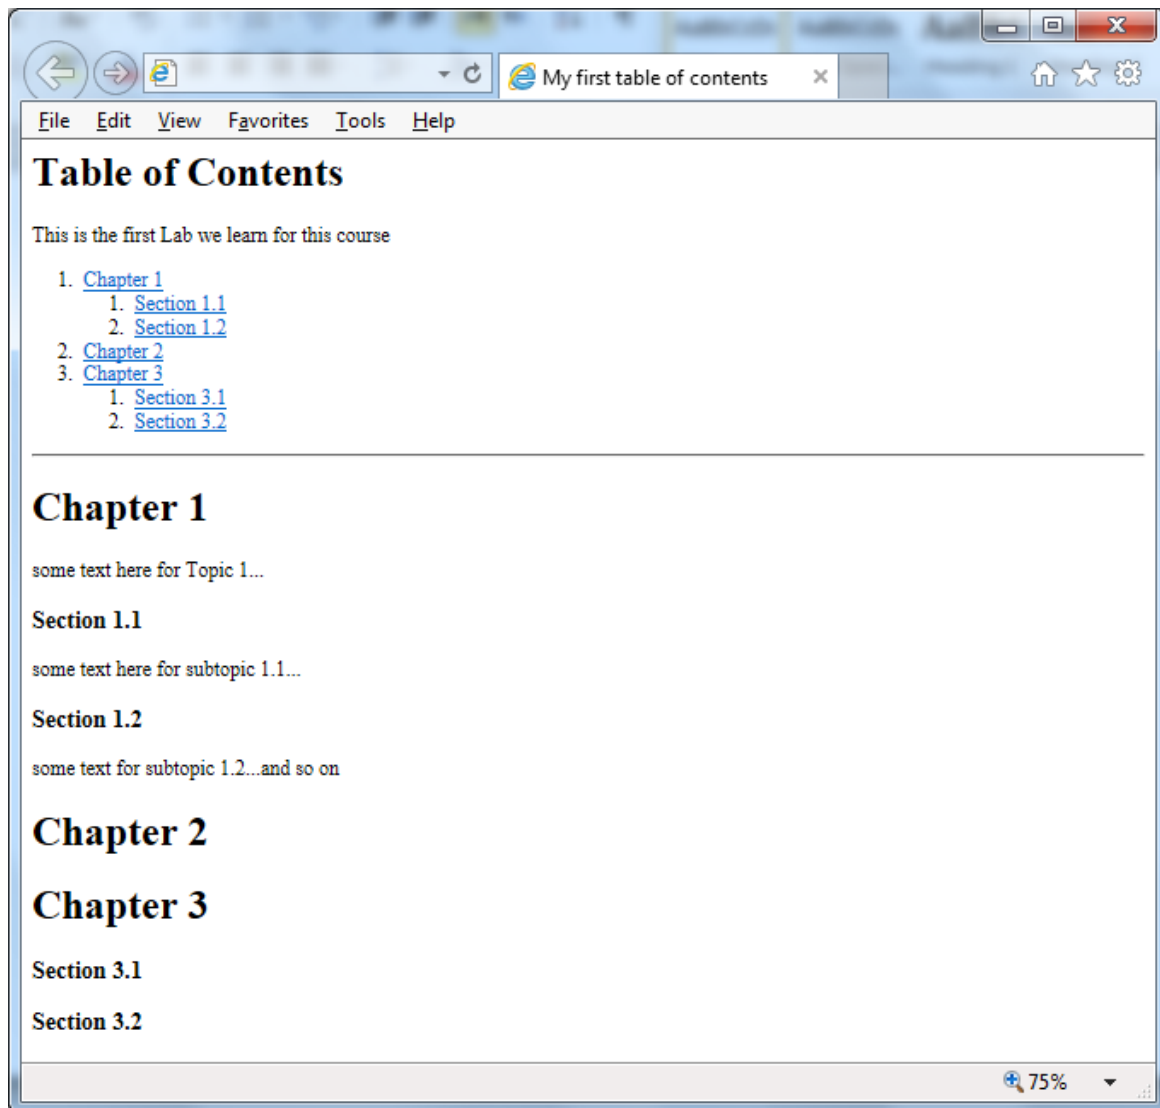 My first table of contents
File Edit View Favorites Tools Help
Table of Contents
This is the first Lab we learn for this course
1. Chapter 1
1. Section 1.1
2. Section 1.2
2. Chapter 2
3. Chapter 3
1. Section 3.1
2. Section 3.2
Chapter 1
some text here for Topic 1...
Section 1.1
some text here for subtopic 1.1...
Section 1.2
some text for subtopic 1.2...and so on
Chapter 2
Chapter 3
Section 3.1
Section 3.2
75%